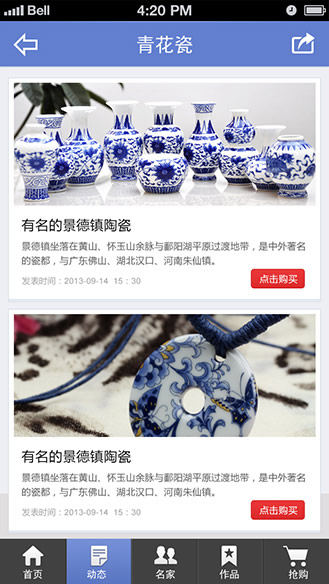 Bell 4:20 PM
青花瓷
有名的景德镇陶瓷
景德镇坐落在黄山、怀玉山余脉与鄱阳湖平原过渡地带，是中外著名
的瓷都，与广东佛山、湖北汉口、河南朱仙镇。
发表时间：2013-09-14 15：30
点击购买
有名的景德镇陶瓷
景德镇坐落在黄山、怀玉山余脉与鄱阳湖平原过渡地带，是中外著名
的瓷都，与广东佛山、湖北汉口、河南朱仙镇。
发表时间：2013-09-14 15：30
点击购买
首页 动态 名家 作品 抢购